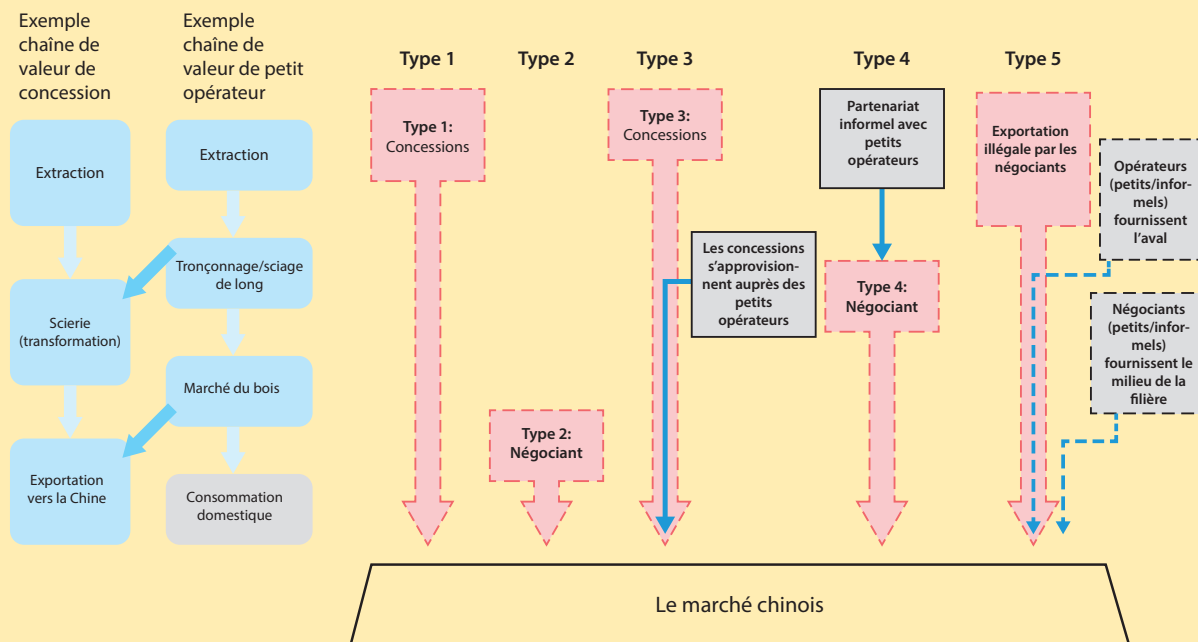 Exemple
chaîne de
valeur de
concession
Exemple
chaîne de
valeur de petit
opérateur
Extraction
Scierie
(transformation)
Exportation
vers la Chine
Extraction
Tronçonnage/sciage
de long
Marché du bois
Consommation
domestique
Type 1
Type 2
Type 3
Type 4
Type 5
Type 1:
Concessions
Type 2:
Négociant
Type 3:
Concessions
Les concessions
s’approvision-
nent auprès des
petits
opérateurs
Partenariat
informel avec
petits
opérateurs
Type 4:
Négociant
Exportation
illégale par les
négociants
Opérateurs
(petits/infor-
mels)
fournissent
l’aval
Négociants
(petits/infor-
mels)
fournissent le
milieu de la
filière
Le marché chinois